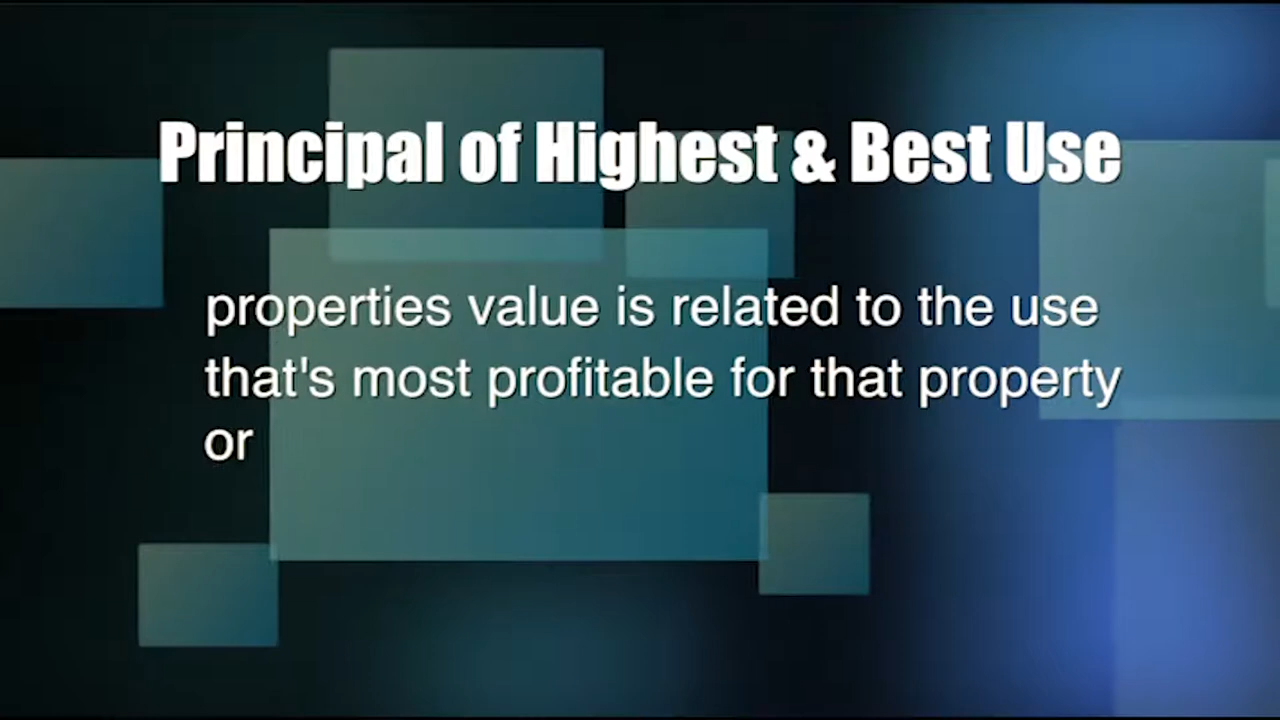 Principal of Highest & Best Use
properties value is related to the use
that's most profitable for that property
or